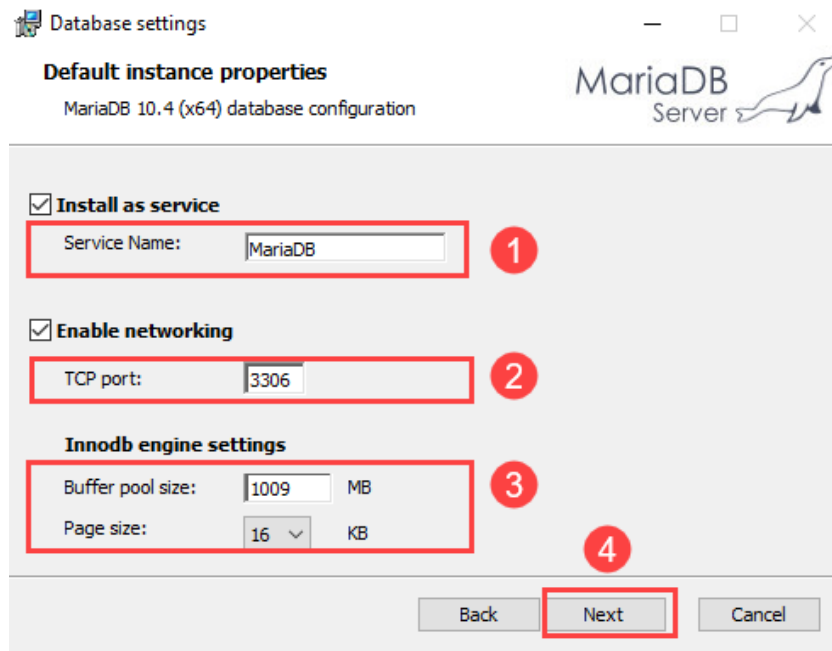 Database settings
Default instance properties
MariaDB 10.4 (x64) database configuration
MariaDB
Server
Install as service
Service Name: MariaDB
1
Enable networking
TCP port: 3306
2
Innodb engine settings
Buffer pool size: 1009 MB
3
Page size: 16 KB
4
Back Next Cancel